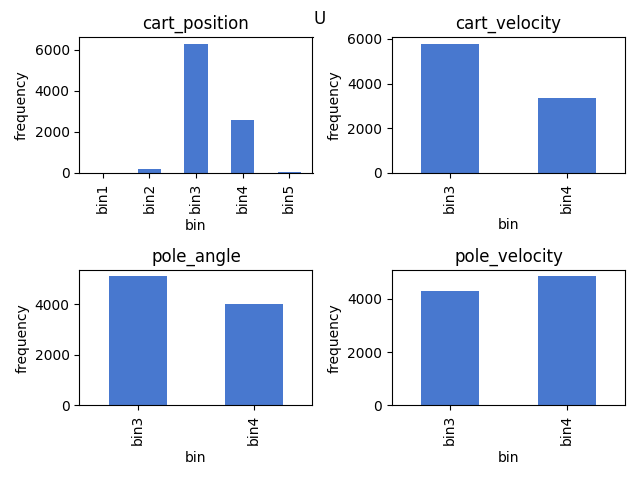 U
cart_position
frequency
6000
4000
2000
0
bin1
bin2
bin3
bin4
bin5
bin
cart_velocity
frequency
6000
4000
2000
0
bin3
bin4
bin
pole_angle
frequency
4000
2000
0
bin3
bin4
bin
pole_velocity
frequency
4000
2000
0
bin3
bin4
bin